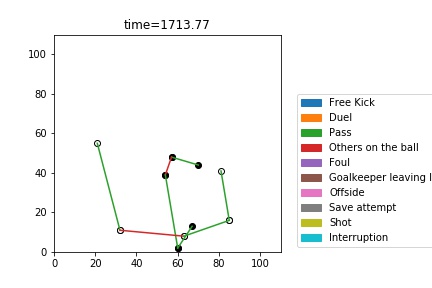 time=1713.77
100
80
60
40
20
0
0 20 40 60 80 100
Free Kick
Duel
Pass
Others on the ball
Foul
Goalkeeper leaving l
Offside
Save attempt
Shot
Interruption